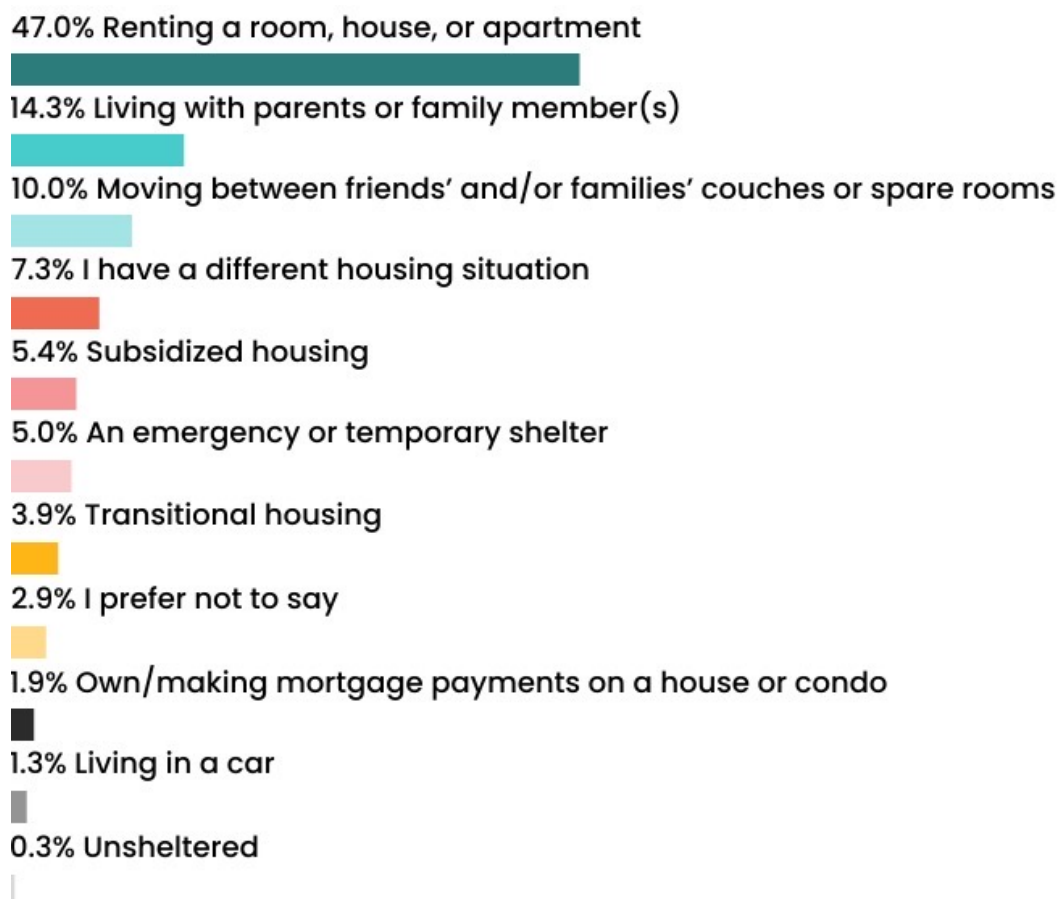 47.0% Renting a room, house, or apartment
14.3% Living with parents or family member(s)
10.0% Moving between friends’ and/or families’ couches or spare rooms
7.3% I have a different housing situation
5.4% Subsidized housing
5.0% An emergency or temporary shelter
3.9% Transitional housing
2.9% I prefer not to say
1.9% Own/making mortgage payments on a house or condo
1.3% Living in a car
0.3% Unsheltered